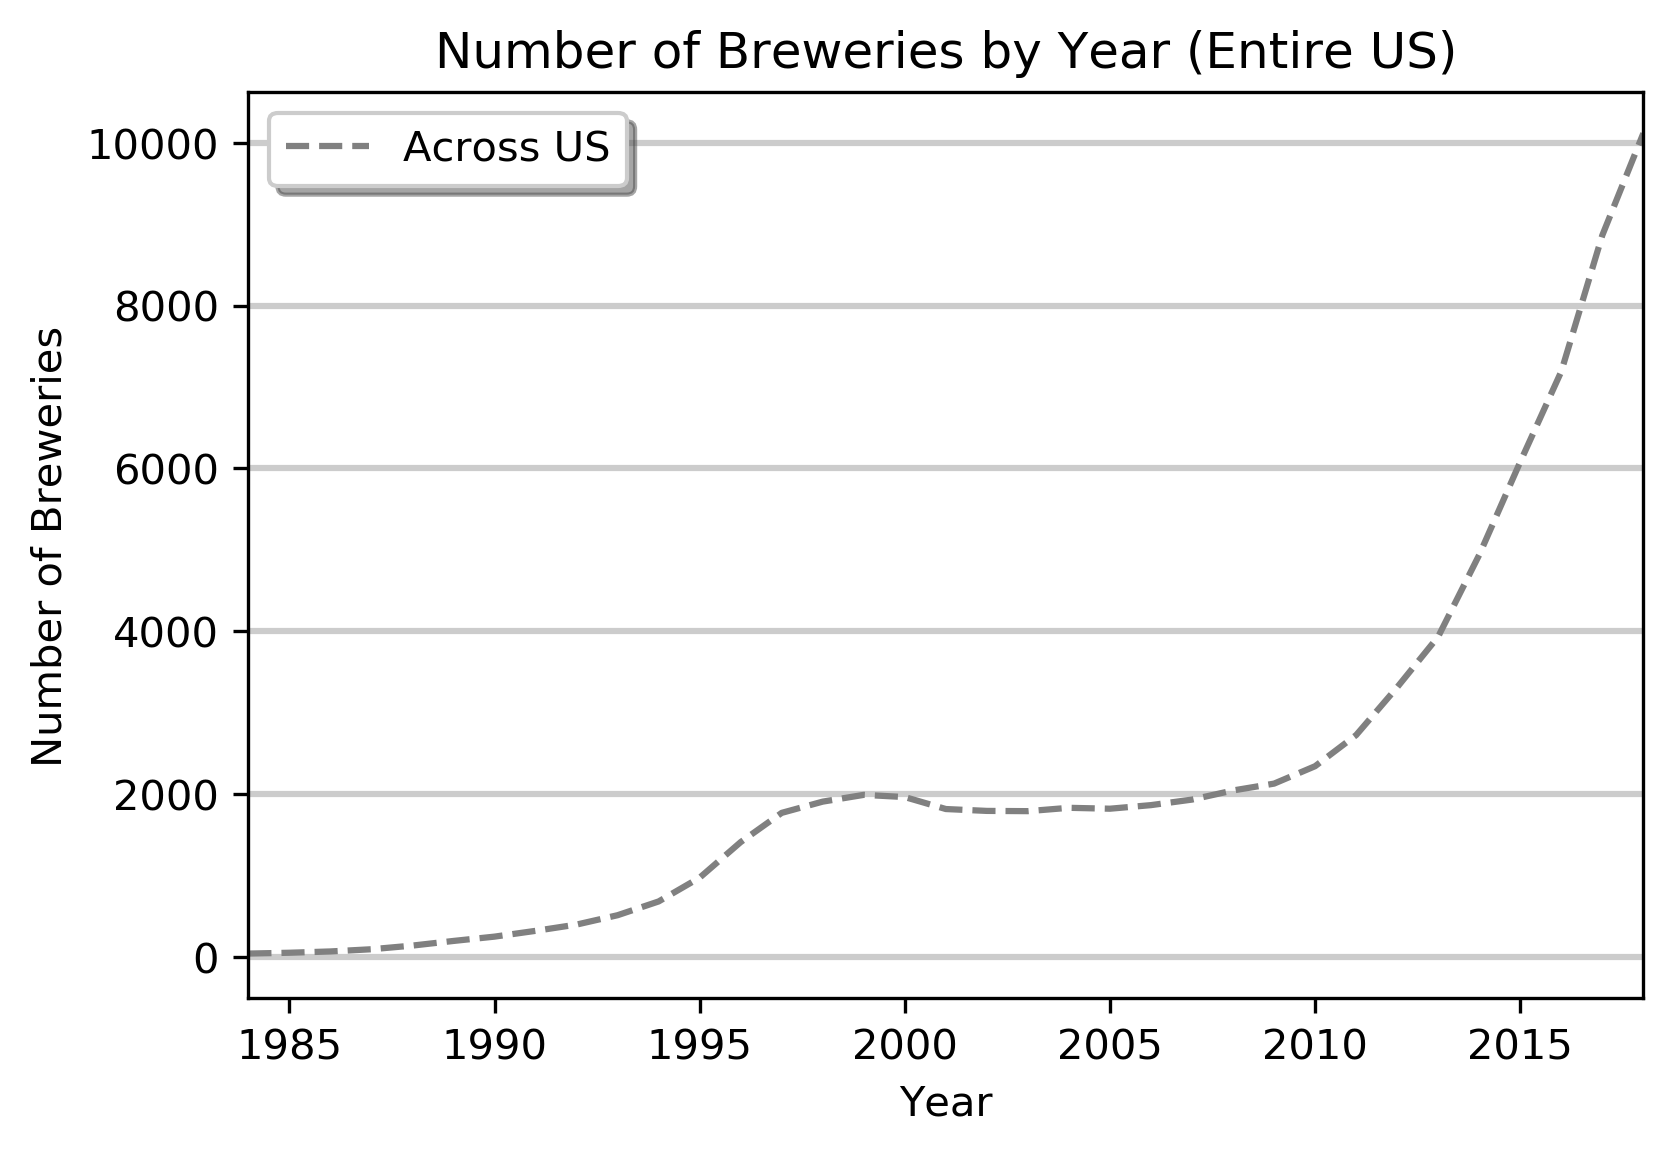 Number of Breweries by Year (Entire US)
Across US
10000
8000
6000
4000
2000
0
Number of Breweries
1985 1990 1995 2000 2005 2010 2015
Year